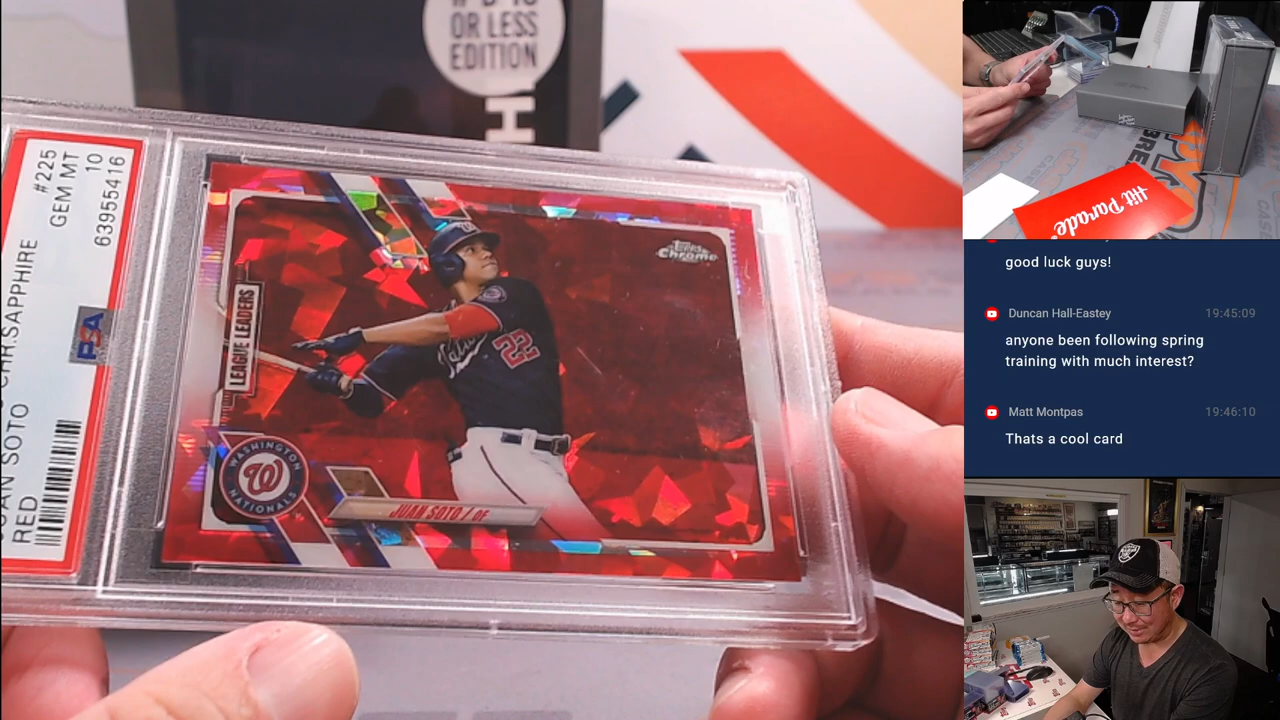 OR LESS
EDITION
H
#225
GEM MT
10
63955416
CHR.SAPPHIRE
JUAN SOTO
RED
PSA
LEAGUE LEADERS
Topps
Chrome
22
WASHINGTON
W
NATIONALS
JUAN SOTO / OF
Hit Parade
BRE
good luck guys!
Duncan Hall-Eastey 19:45:09
anyone been following spring
training with much interest?
Matt Montpas 19:46:10
Thats a cool card